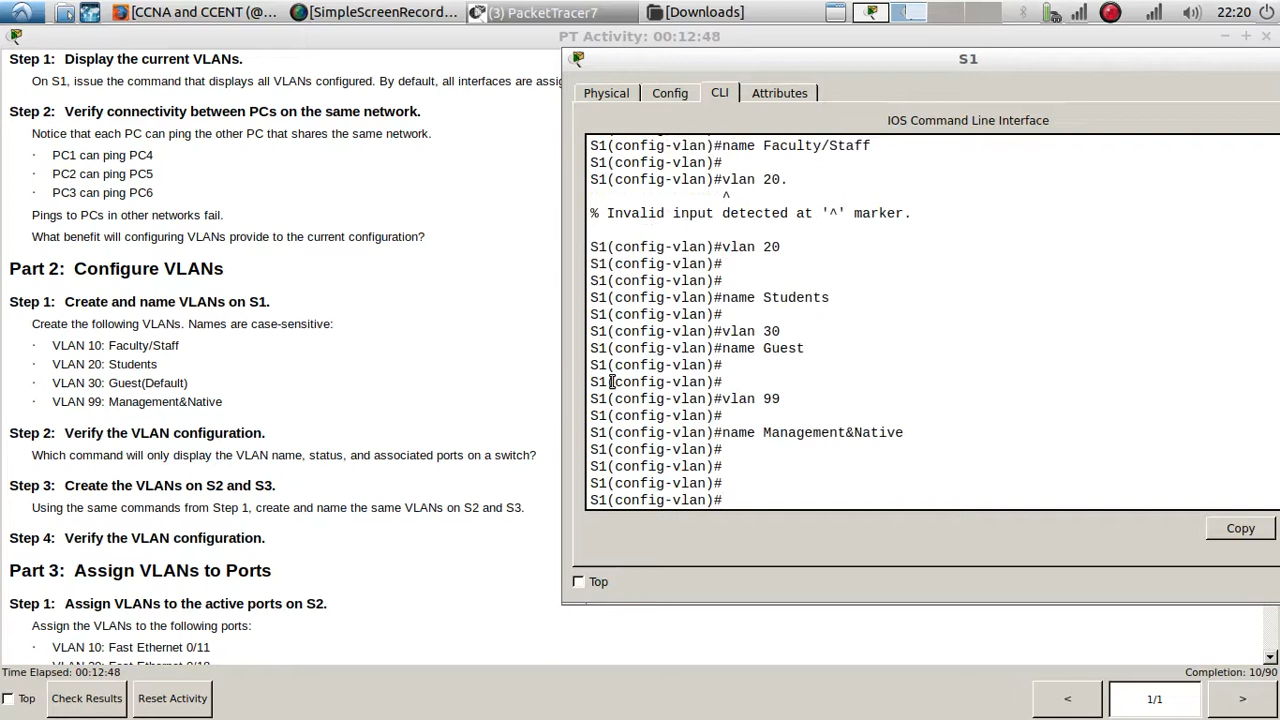 [CCNA and CCENT (@...
[SimpleScreenRecord...
(3) PacketTracer7
[Downloads]
22:20
PT Activity: 00:12:48
Step 1: Display the current VLANs.
On S1, issue the command that displays all VLANs configured. By default, all interfaces are assig
Step 2: Verify connectivity between PCs on the same network.
Notice that each PC can ping the other PC that shares the same network.
· PC1 can ping PC4
· PC2 can ping PC5
· PC3 can ping PC6
Pings to PCs in other networks fail.
What benefit will configuring VLANs provide to the current configuration?
Part 2: Configure VLANs
Step 1: Create and name VLANs on S1.
Create the following VLANs. Names are case-sensitive:
· VLAN 10: Faculty/Staff
· VLAN 20: Students
· VLAN 30: Guest(Default)
· VLAN 99: Management&Native
Step 2: Verify the VLAN configuration.
Which command will only display the VLAN name, status, and associated ports on a switch?
Step 3: Create the VLANs on S2 and S3.
Using the same commands from Step 1, create and name the same VLANs on S2 and S3.
Step 4: Verify the VLAN configuration.
Part 3: Assign VLANs to Ports
Step 1: Assign VLANs to the active ports on S2.
Assign the VLANs to the following ports:
· VLAN 10: Fast Ethernet 0/11
S1
Physical
Config
CLI
Attributes
IOS Command Line Interface
S1(config-vlan)#name Faculty/Staff
S1(config-vlan)#
S1(config-vlan)#vlan 20.
^
% Invalid input detected at '^' marker.
S1(config-vlan)#vlan 20
S1(config-vlan)#
S1(config-vlan)#
S1(config-vlan)#name Students
S1(config-vlan)#
S1(config-vlan)#vlan 30
S1(config-vlan)#name Guest
S1(config-vlan)#
S1(config-vlan)#
S1(config-vlan)#vlan 99
S1(config-vlan)#
S1(config-vlan)#name Management&Native
S1(config-vlan)#
S1(config-vlan)#
S1(config-vlan)#
S1(config-vlan)#
Copy
Top
Time Elapsed: 00:12:48
Completion: 10/90
Top
Check Results
Reset Activity
<
1/1
>